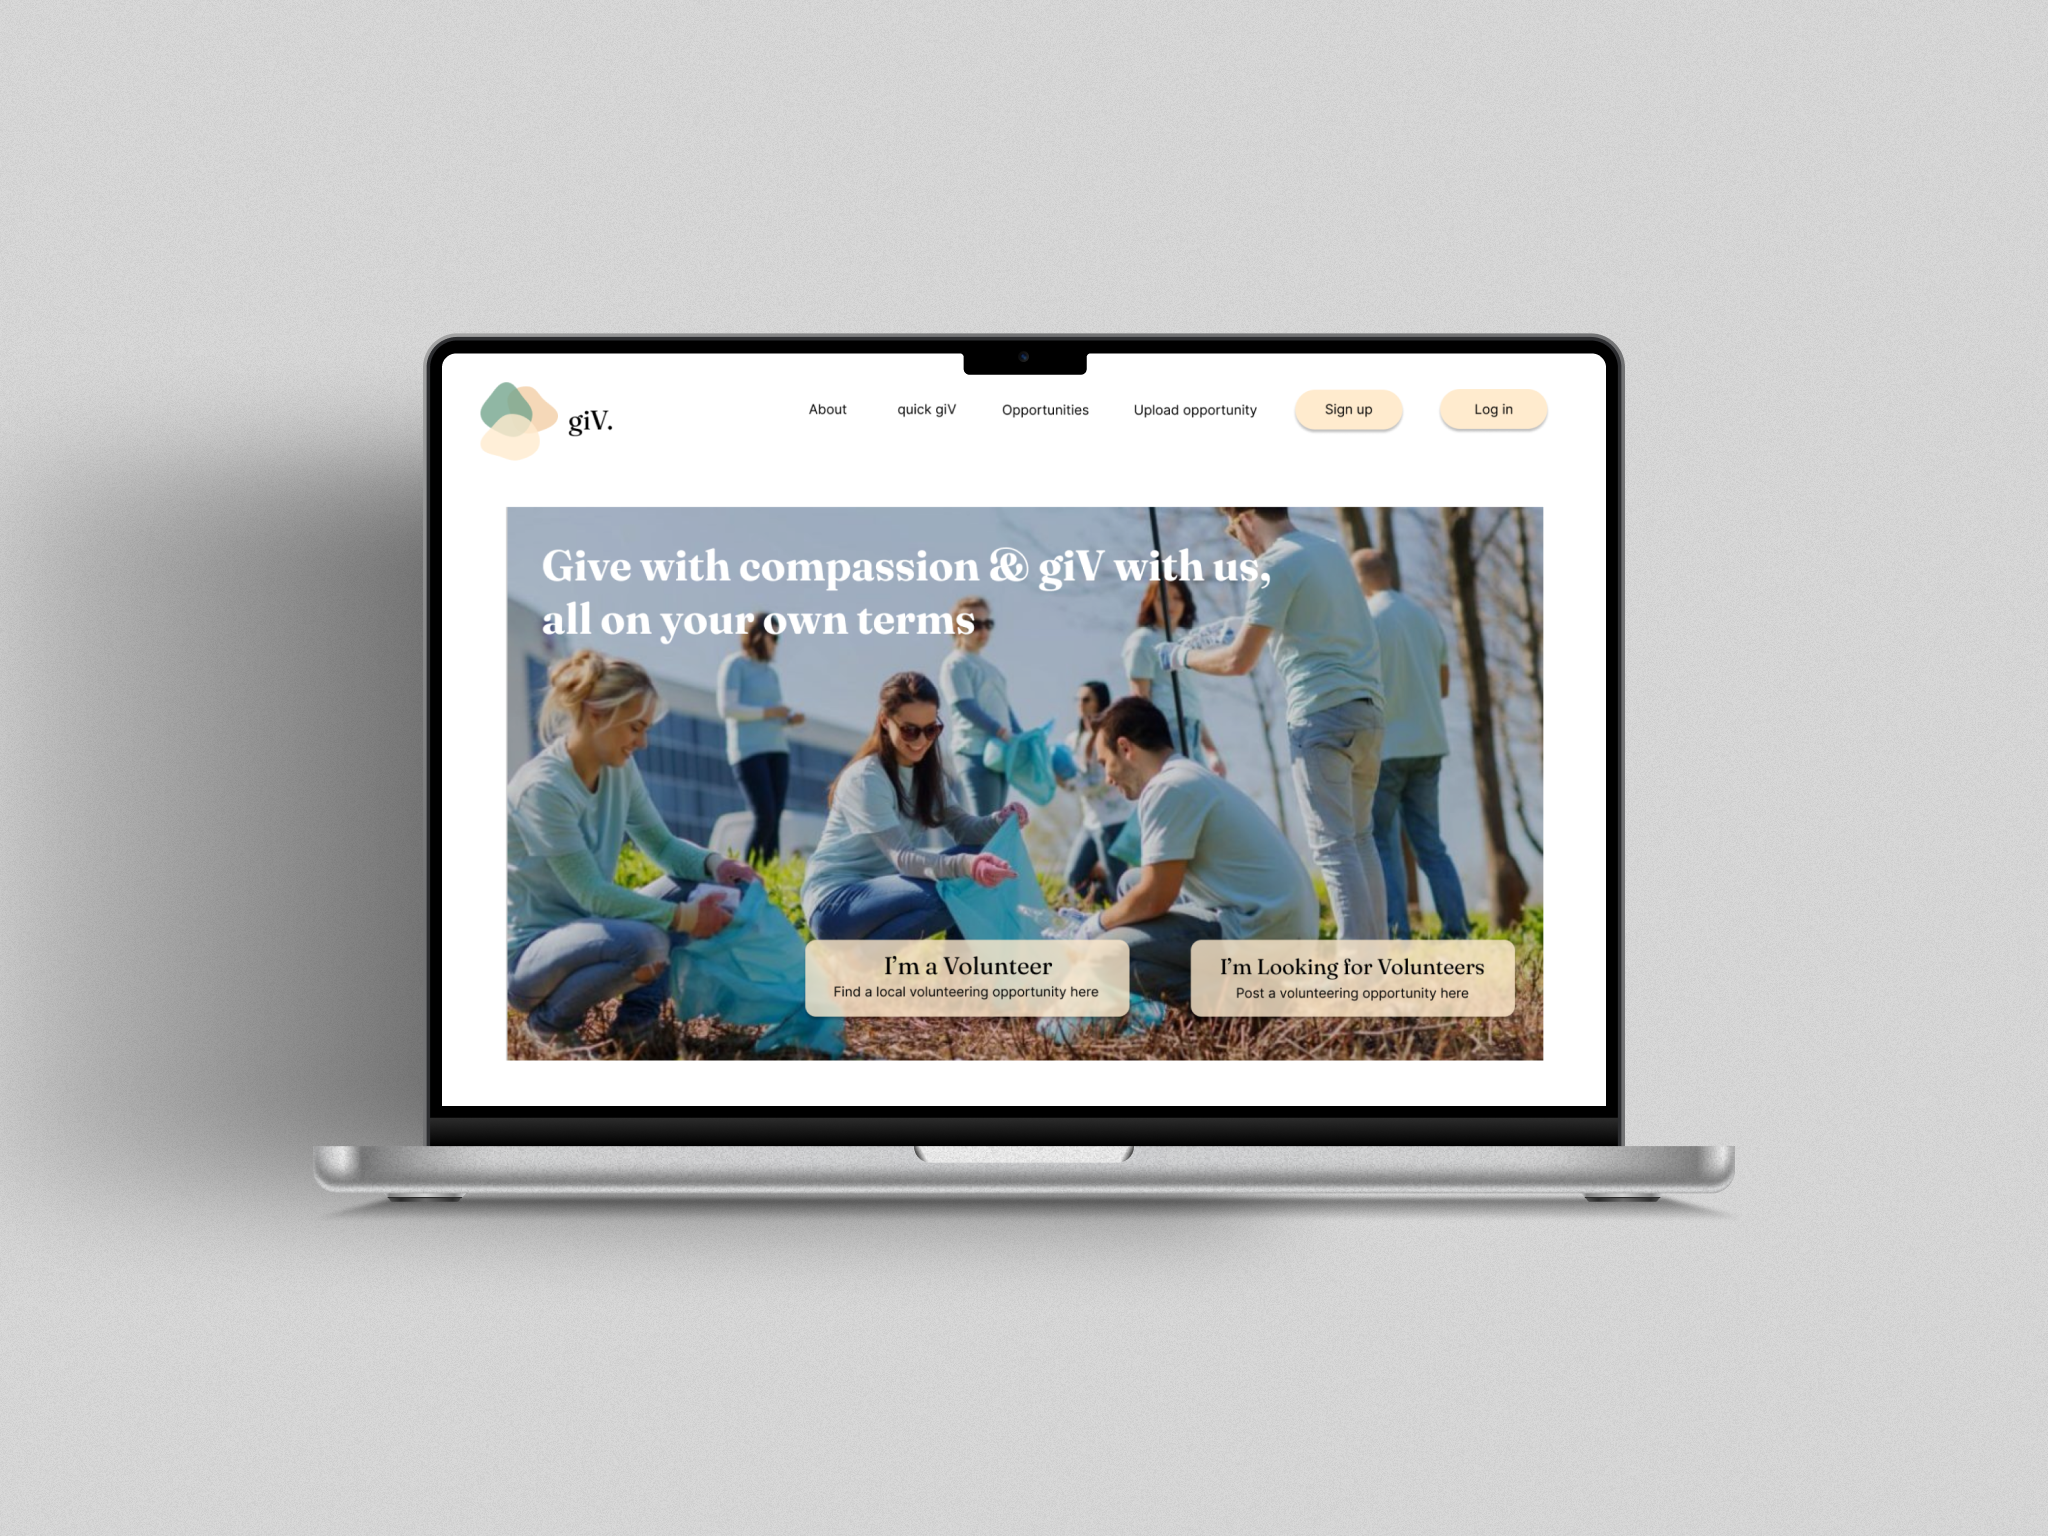 giV.
About
quick giV
Opportunities
Upload opportunity
Sign up
Log in
Give with compassion & giV with us,
all on your own terms
I'm a Volunteer
Find a local volunteering opportunity here
I'm Looking for Volunteers
Post a volunteering opportunity here